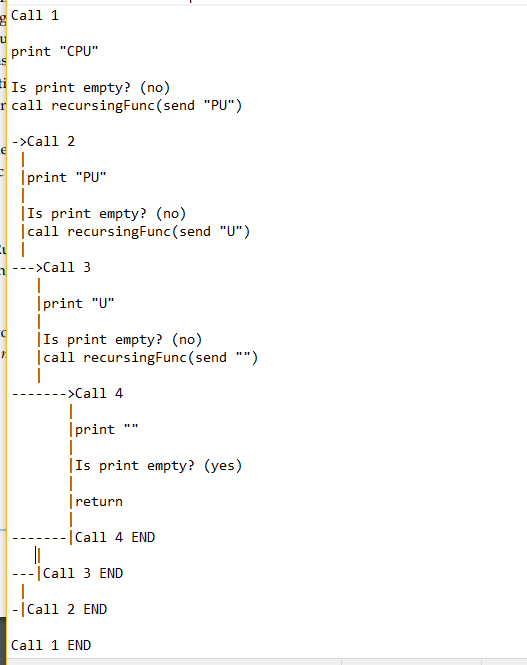 Call 1
print "CPU"
Is print empty? (no)
call recursingFunc(send "PU")
->Call 2
|
|print "PU"
|
|Is print empty? (no)
|call recursingFunc(send "U")
|
--->Call 3
|
|print "U"
|
|Is print empty? (no)
|call recursingFunc(send "")
|
------->Call 4
|
|print ""
|
|Is print empty? (yes)
|
|return
|
-------|Call 4 END
|
---|Call 3 END
|
-|Call 2 END
Call 1 END